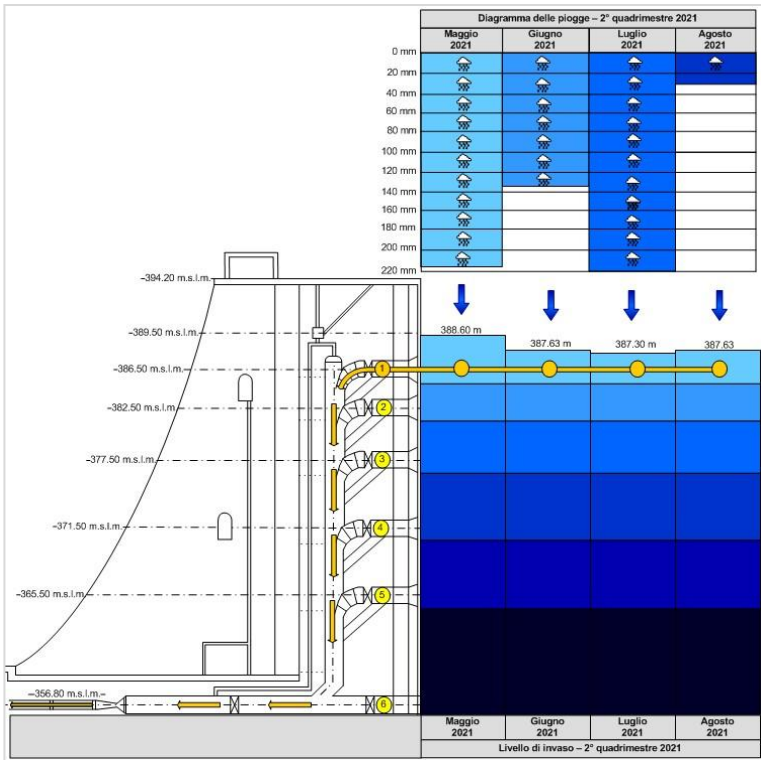 Diagramma delle piogge – 2° quadrimestre 2021
Maggio 2021
Giugno 2021
Luglio 2021
Agosto 2021
0 mm
20 mm
40 mm
60 mm
80 mm
100 mm
120 mm
140 mm
160 mm
180 mm
200 mm
220 mm
–394.20 m.s.l.m.
–389.50 m.s.l.m.
–386.50 m.s.l.m.
–382.50 m.s.l.m.
–377.50 m.s.l.m.
–371.50 m.s.l.m.
–365.50 m.s.l.m.
–356.80 m.s.l.m.–
1
2
3
4
5
6
388.60 m
387.63 m
387.30 m
387.63
Maggio 2021
Giugno 2021
Luglio 2021
Agosto 2021
Livello di invaso – 2° quadrimestre 2021